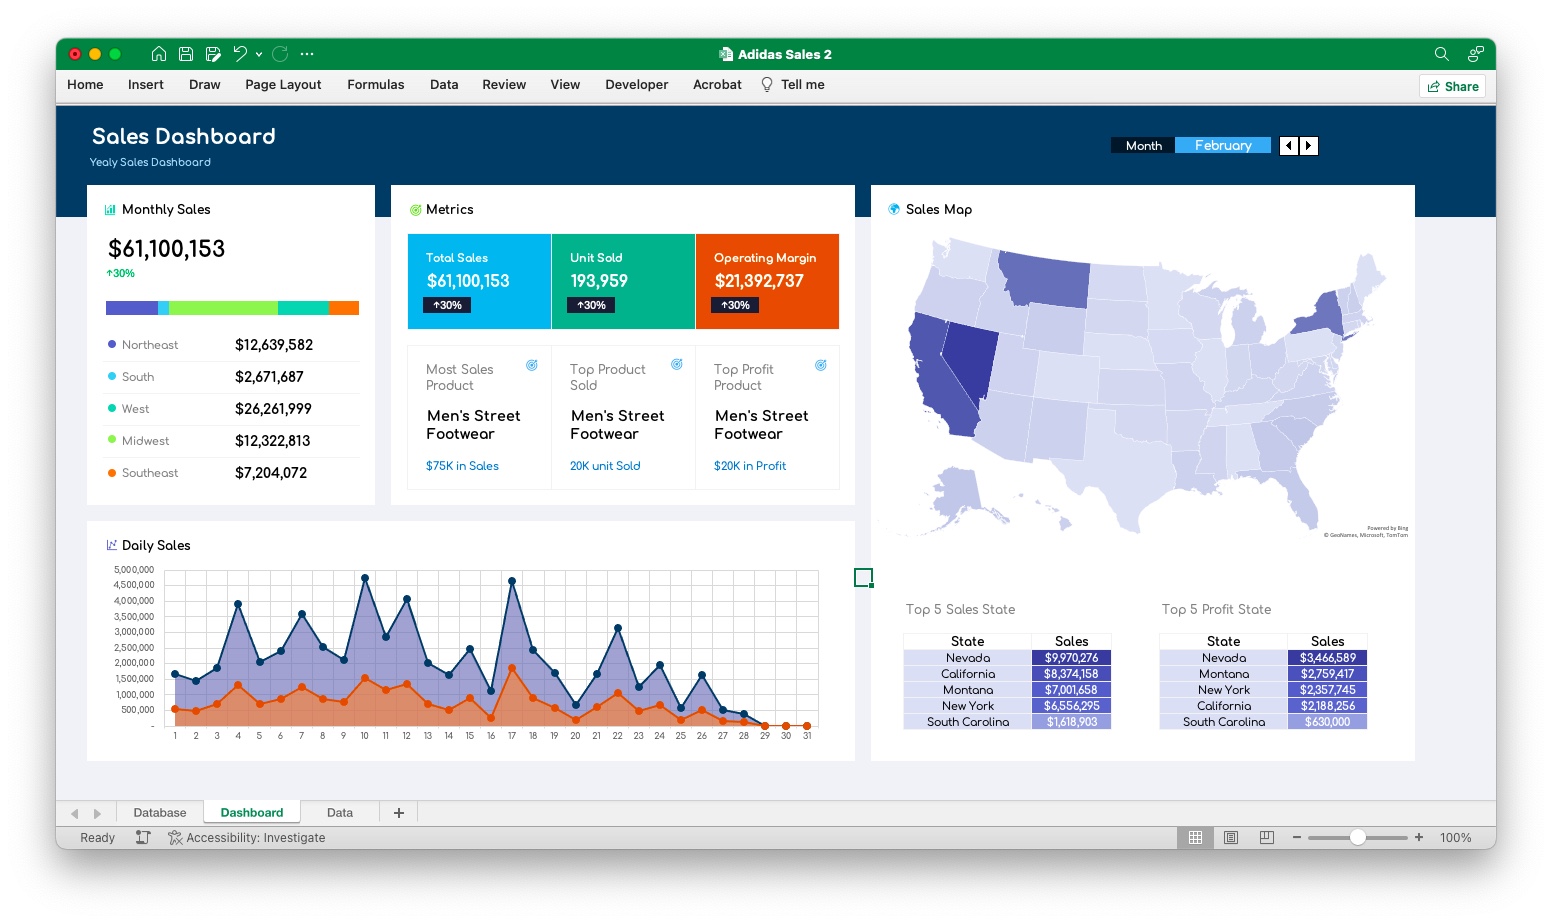 Adidas Sales 2
Home Insert Draw Page Layout Formulas Data Review View Developer Acrobat Tell me Share
Sales Dashboard
Yealy Sales Dashboard
Month February
Monthly Sales
$61,100,153
↑30%
Northeast $12,639,582
South $2,671,687
West $26,261,999
Midwest $12,322,813
Southeast $7,204,072
Metrics
Total Sales
$61,100,153
↑30%
Unit Sold
193,959
↑30%
Operating Margin
$21,392,737
↑30%
Most Sales
Product
Men's Street
Footwear
$75K in Sales
Top Product
Sold
Men's Street
Footwear
20K unit Sold
Top Profit
Product
Men's Street
Footwear
$20K in Profit
Sales Map
Powered by Bing
© GeoNames, Microsoft, TomTom
Daily Sales
5,000,000
4,500,000
4,000,000
3,500,000
3,000,000
2,500,000
2,000,000
1,500,000
1,000,000
500,000
-
1 2 3 4 5 6 7 8 9 10 11 12 13 14 15 16 17 18 19 20 21 22 23 24 25 26 27 28 29 30 31
Top 5 Sales State
State Sales
Nevada $9,970,276
California $8,374,158
Montana $7,001,658
New York $6,556,295
South Carolina $1,618,903
Top 5 Profit State
State Sales
Nevada $3,466,589
Montana $2,759,417
New York $2,357,745
California $2,188,256
South Carolina $630,000
Database Dashboard Data +
Ready Accessibility: Investigate − + 100%